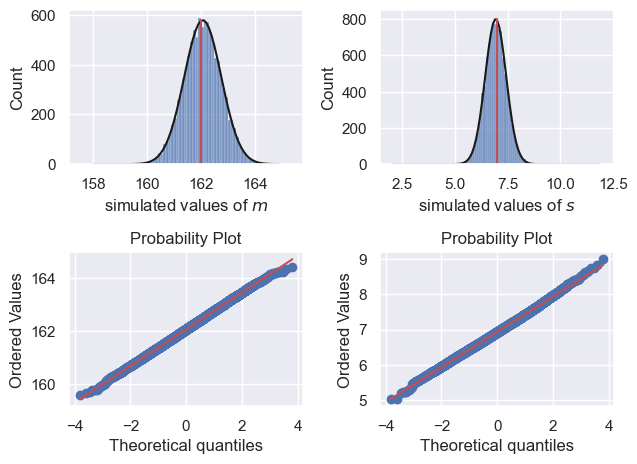 600
400
200
0
Count
158 160 162 164
simulated values of m
800
600
400
200
0
Count
2.5 5.0 7.5 10.0 12.5
simulated values of s
Probability Plot
164
162
160
Ordered Values
−4 −2 0 2 4
Theoretical quantiles
Probability Plot
9
8
7
6
5
Ordered Values
−4 −2 0 2 4
Theoretical quantiles